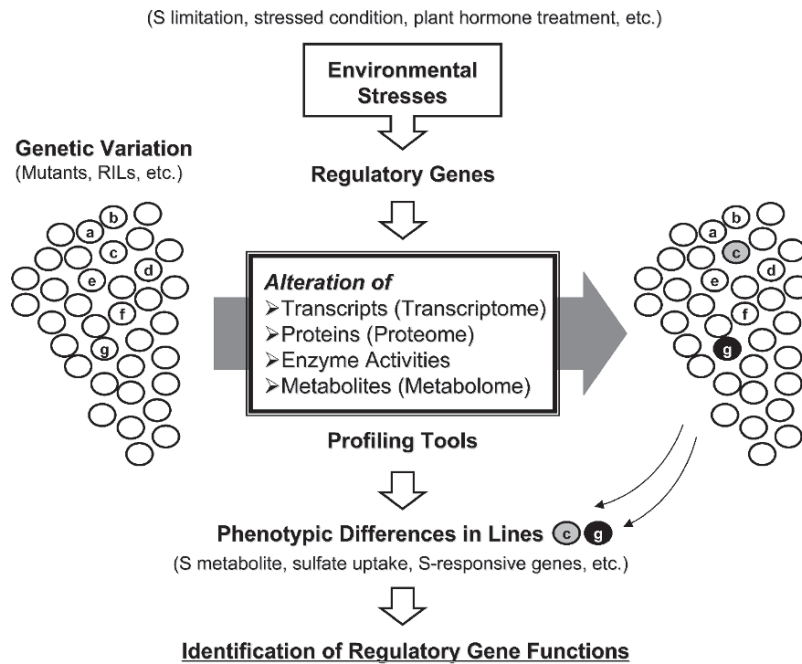 (S limitation, stressed condition, plant hormone treatment, etc.)
Environmental
Stresses
Genetic Variation
(Mutants, RILs, etc.)
Regulatory Genes
b
a
c
d
e
f
g
Alteration of
➢Transcripts (Transcriptome)
➢Proteins (Proteome)
➢Enzyme Activities
➢Metabolites (Metabolome)
b
a
c
d
e
f
g
Profiling Tools
Phenotypic Differences in Lines c g
(S metabolite, sulfate uptake, S-responsive genes, etc.)
Identification of Regulatory Gene Functions